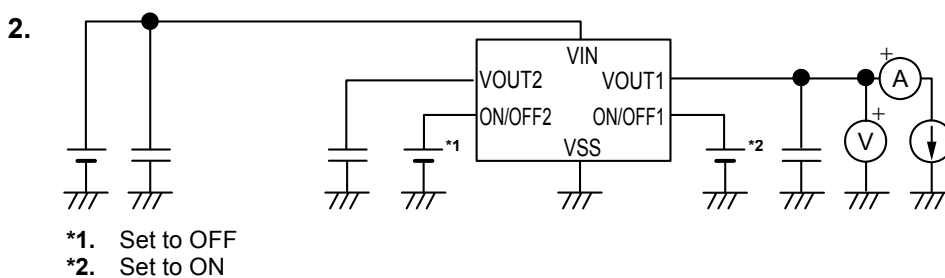 2.
VIN
VOUT2 VOUT1
+
A
ON/OFF2 ON/OFF1
+
V
*1 VSS *2
*1. Set to OFF
*2. Set to ON